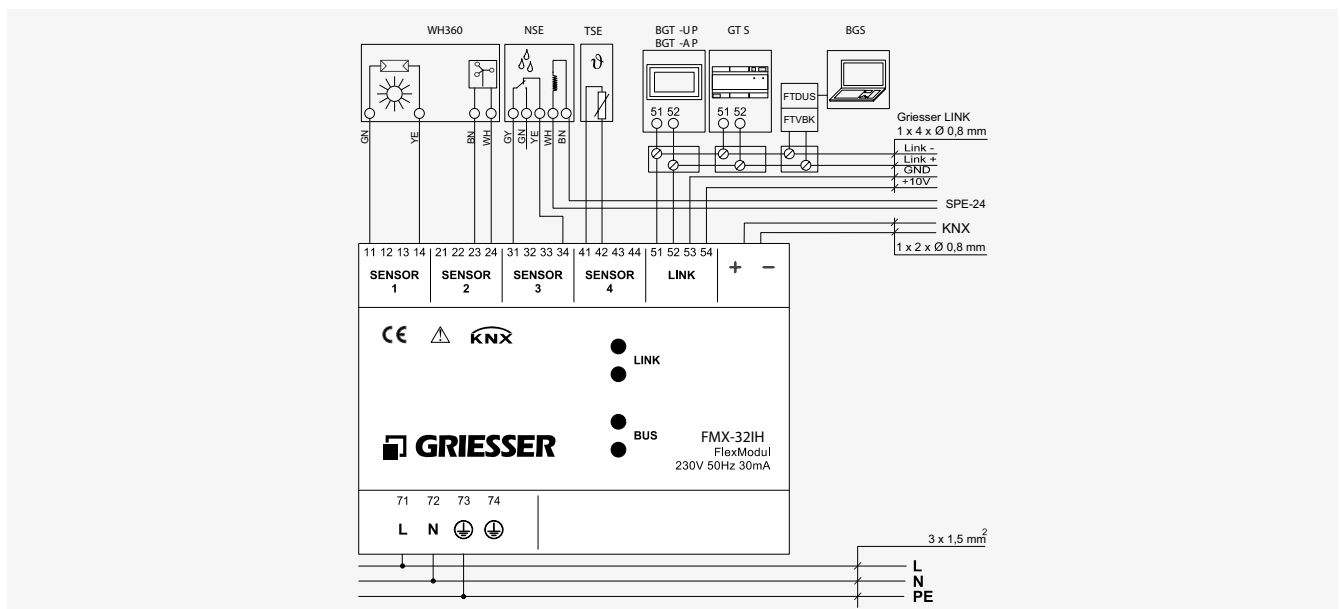 WH360 NSE TSE BGT -UP GT S BGS
BGT -AP
ϑ
FTDUS
FTVBK
51 52 51 52
Griesser LINK
1 x 4 x Ø 0,8 mm
GN YE BN WH GY GN YE WH BN
Link -
Link +
GND
+10V
SPE-24
KNX
1 x 2 x Ø 0,8 mm
11 12 13 14 21 22 23 24 31 32 33 34 41 42 43 44 51 52 53 54 + -
SENSOR 1
SENSOR 2
SENSOR 3
SENSOR 4
LINK
CE KNX
LINK
BUS
GRIESSER
FMX-32IH
FlexModul
230V 50Hz 30mA
71 72 73 74
L N
3 x 1,5 mm²
L
N
PE